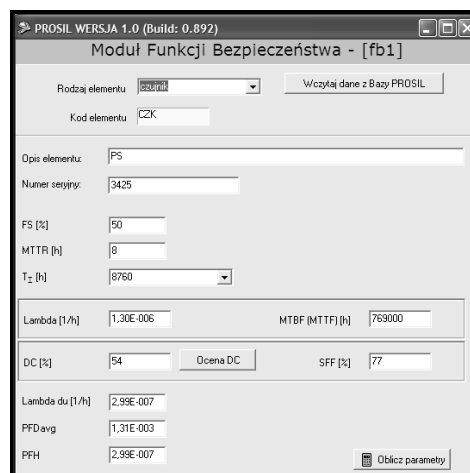 PROSIL WERSJA 1.0 (Build: 0.892)
Moduł Funkcji Bezpieczeństwa - [fb1]
Rodzaj elementu czujnik Wczytaj dane z Bazy PROSIL
Kod elementu CZK
Opis elementu: PS
Numer seryjny: 3425
FS [%] 50
MTTR [h] 8
TI [h] 8760
Lambda [1/h] 1,30E-006 MTBF (MTTF) [h] 769000
DC [%] 54 Ocena DC SFF [%] 77
Lambda du [1/h] 2,99E-007
PFDavg 1,31E-003
PFH 2,99E-007 Oblicz parametry